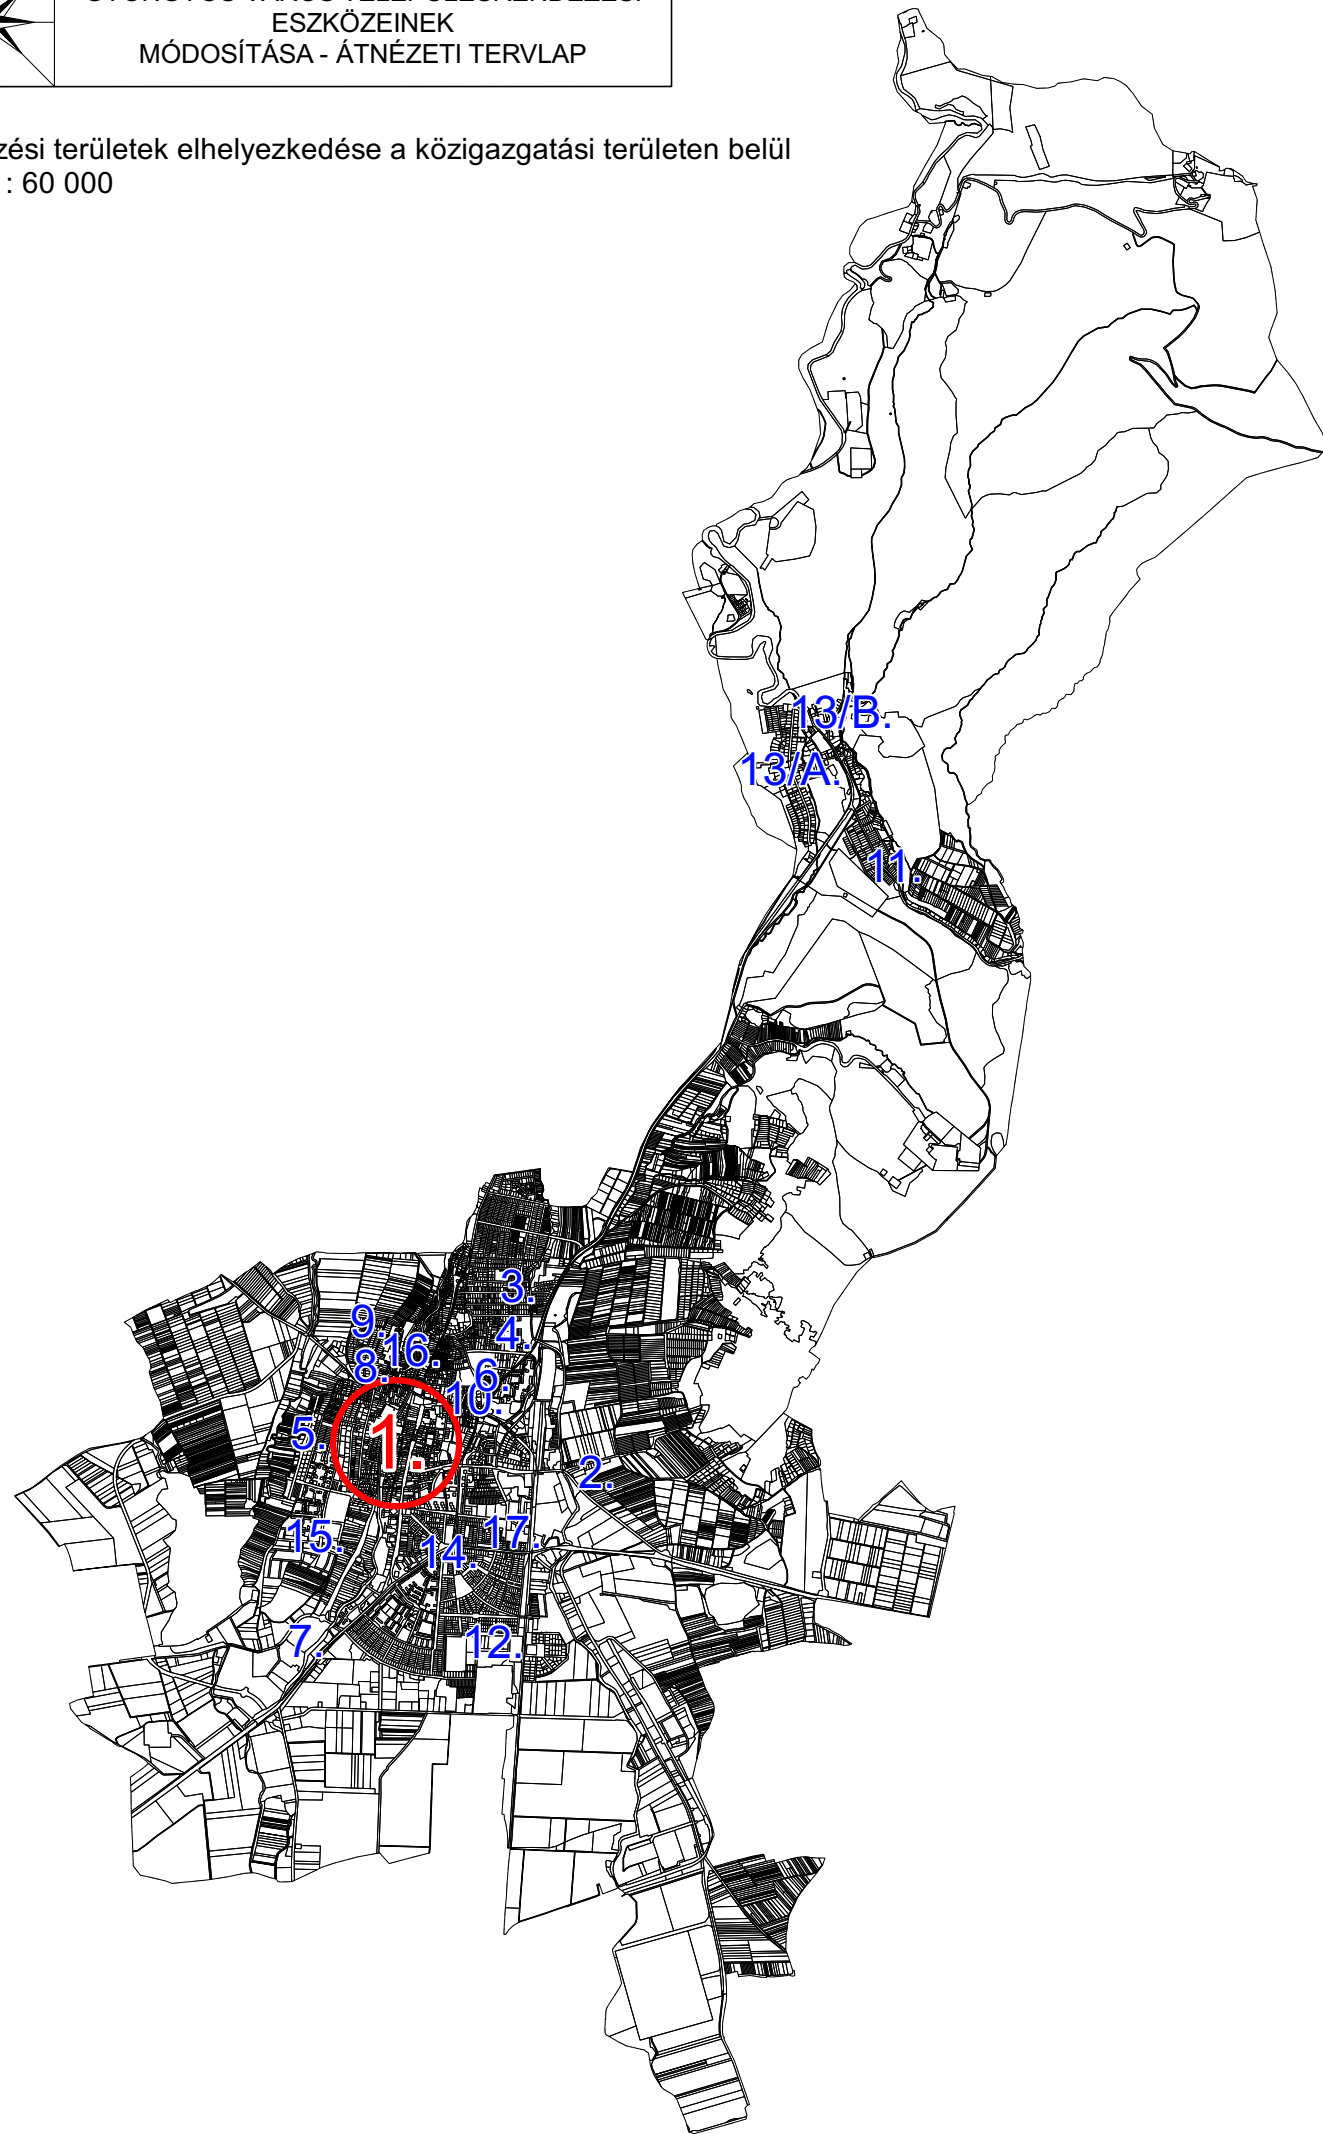 ESZKÖZEINEK
MÓDOSÍTÁSA - ÁTNÉZETI TERVLAP
zési területek elhelyezkedése a közigazgatási területen belül
: 60 000
13/B.
13/A.
11.
3.
9.
4.
16.
8.
6.
10.
5.
1.
2.
17.
15.
14.
7.
12.